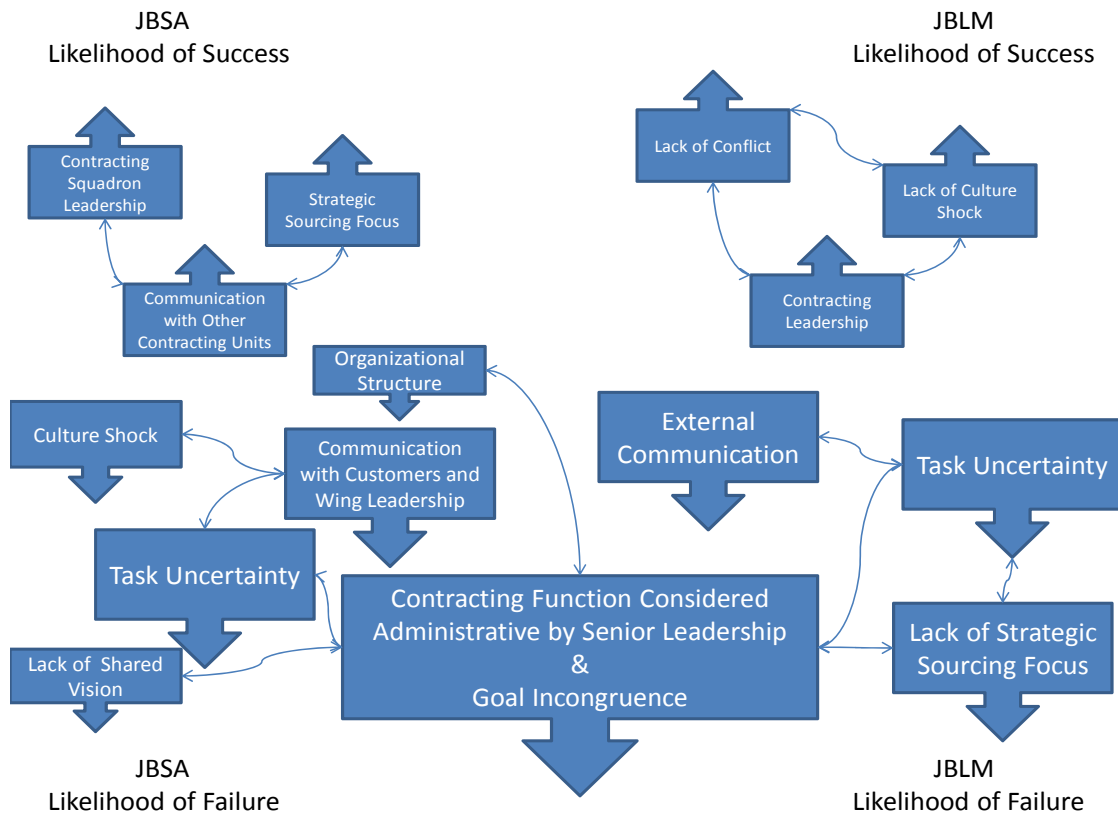 JBSA
Likelihood of Success
JBLM
Likelihood of Success
Contracting
Squadron
Leadership
Strategic
Sourcing Focus
Communication
with Other
Contracting Units
Lack of Conflict
Lack of Culture
Shock
Contracting
Leadership
Organizational
Structure
Culture Shock
Communication
with Customers and
Wing Leadership
External
Communication
Task Uncertainty
Task Uncertainty
Contracting Function Considered
Administrative by Senior Leadership
&
Goal Incongruence
Lack of Strategic
Sourcing Focus
Lack of Shared
Vision
JBSA
Likelihood of Failure
JBLM
Likelihood of Failure